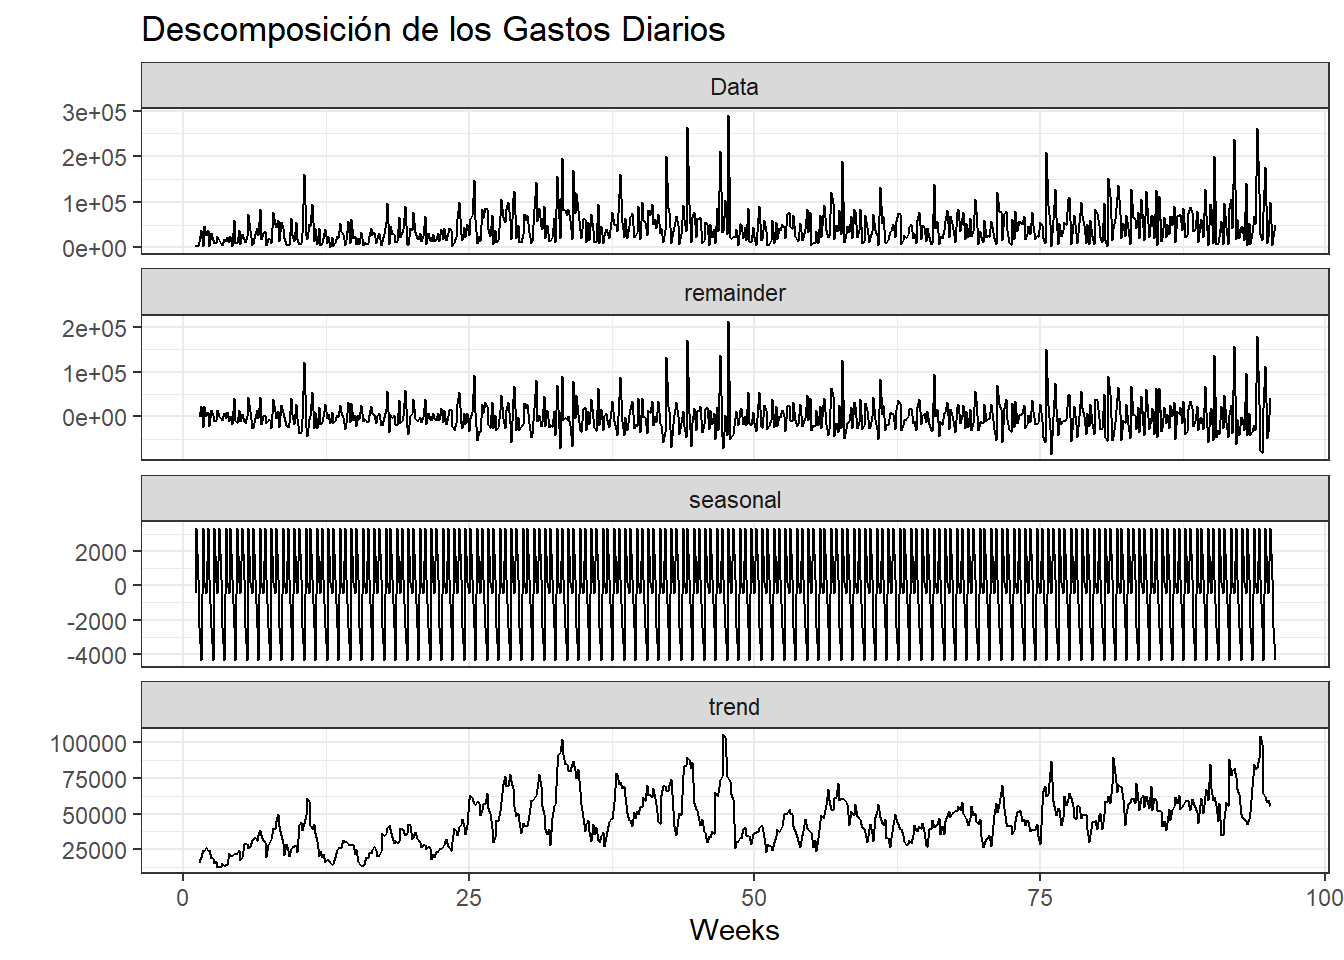 Descomposición de los Gastos Diarios
Data
3e+05
2e+05
1e+05
0e+00
remainder
2e+05
1e+05
0e+00
seasonal
2000
0
-2000
-4000
trend
100000
75000
50000
25000
0 25 50 75 100
Weeks